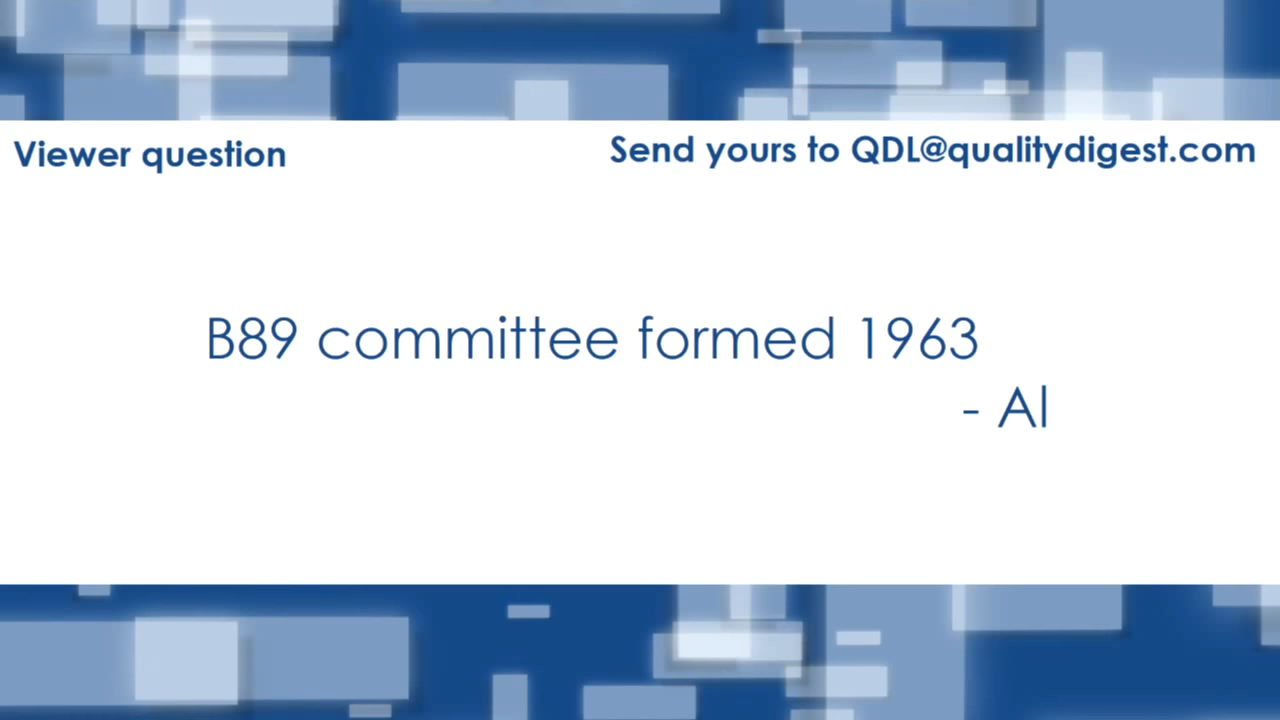 Viewer question
Send yours to QDL@qualitydigest.com
B89 committee formed 1963
- Al